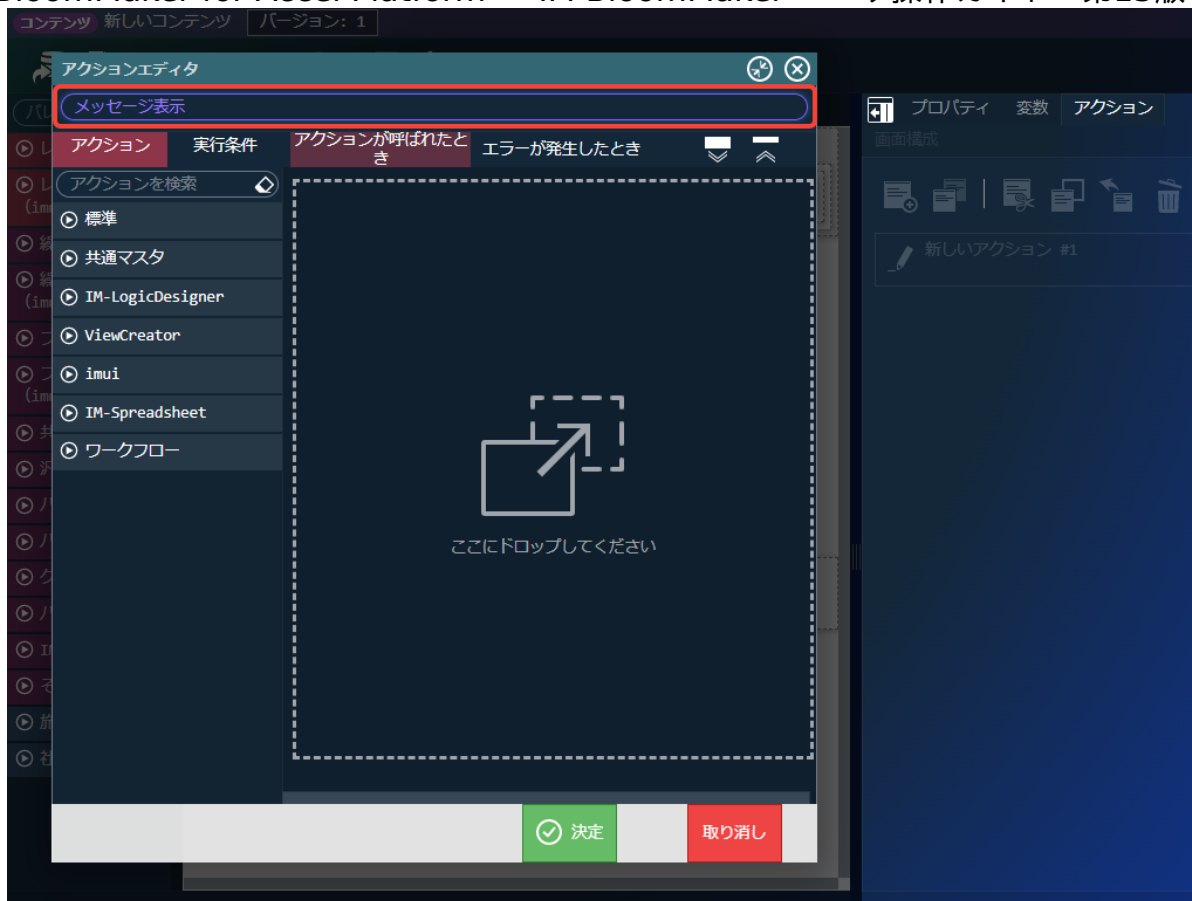 コンテンツ 新しいコンテンツ バージョン: 1
アクションエディタ
メッセージ表示
プロパティ 変数 アクション
画面構成
アクション 実行条件 アクションが呼ばれたとき エラーが発生したとき
アクションを検索
標準
共通マスタ
IM-LogicDesigner
ViewCreator
imui
IM-Spreadsheet
ワークフロー
新しいアクション #1
ここにドロップしてください
決定 取り消し